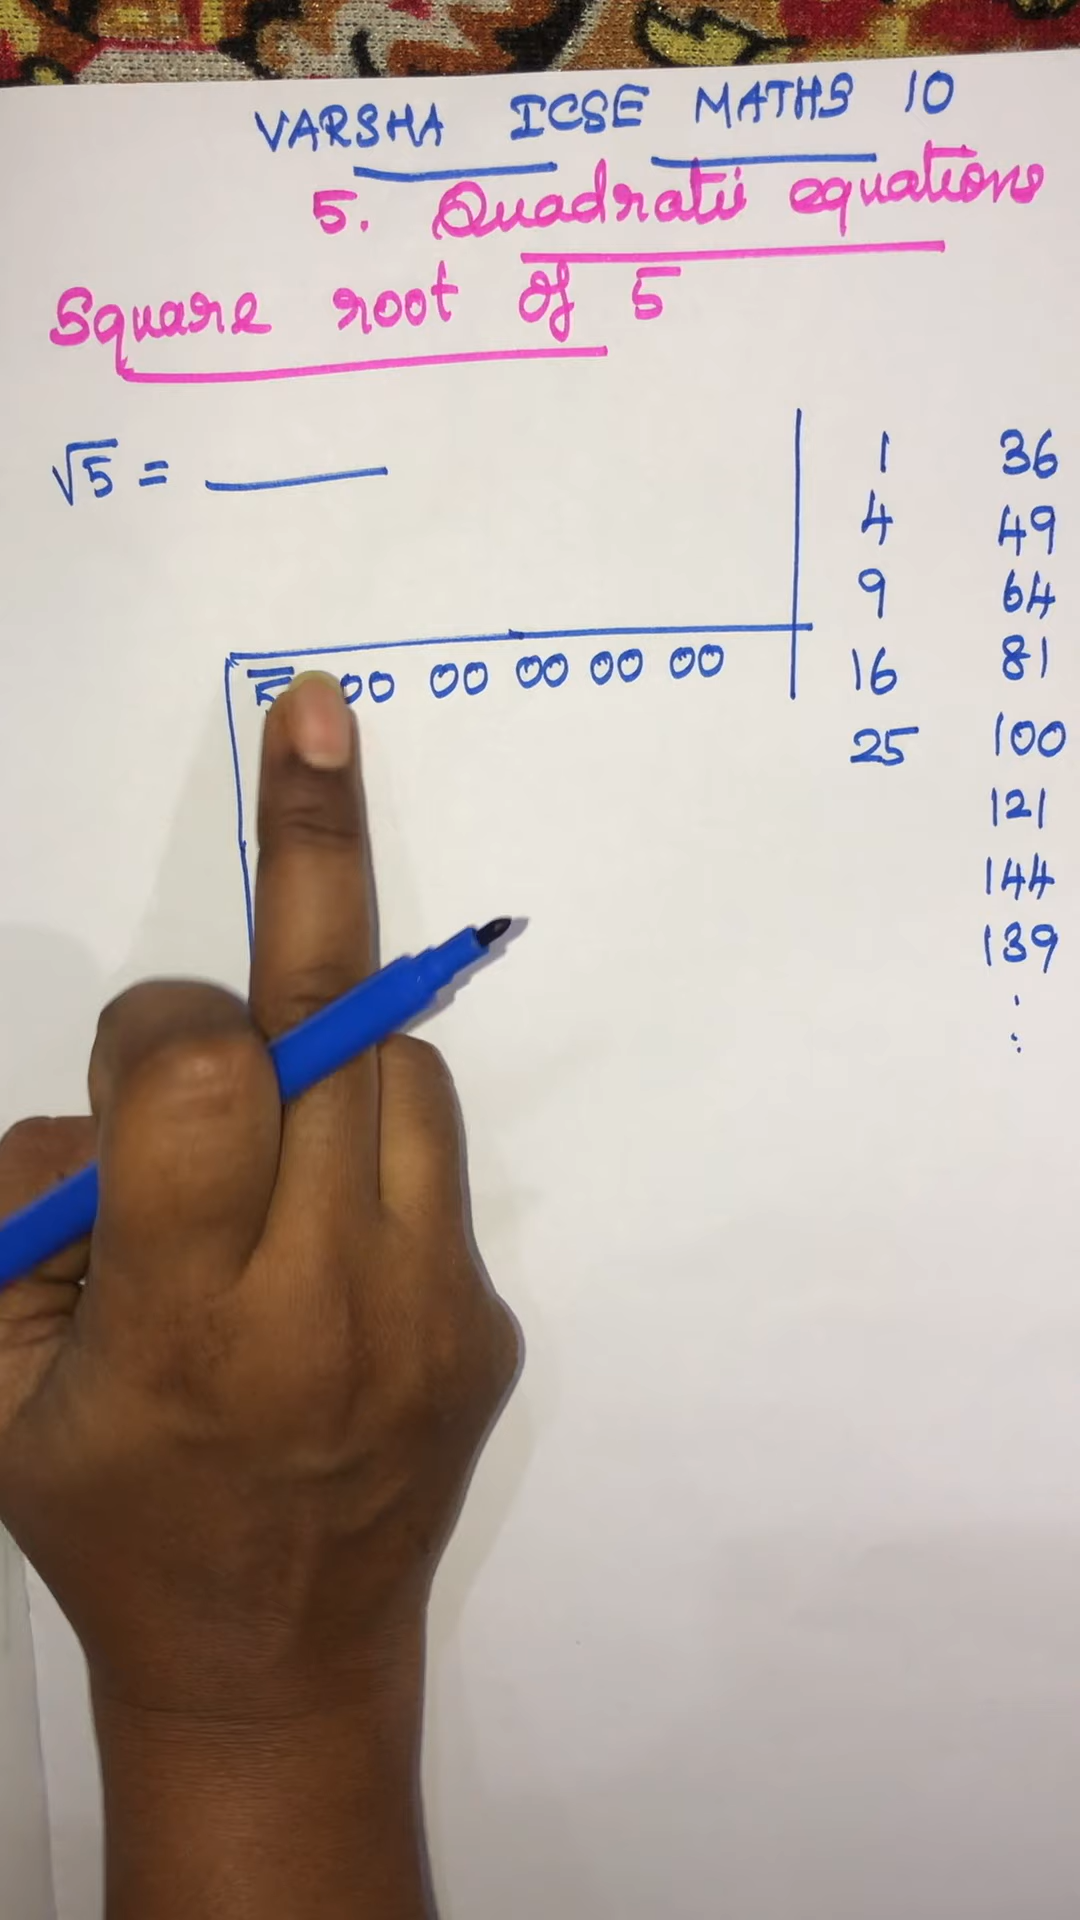 VARSHA ICSE MATHS 10
5. Quadratic equations
Square root of 5
√5 =
5 00 00 00 00 00
1 36
4 49
9 64
16 81
25 100
121
144
139